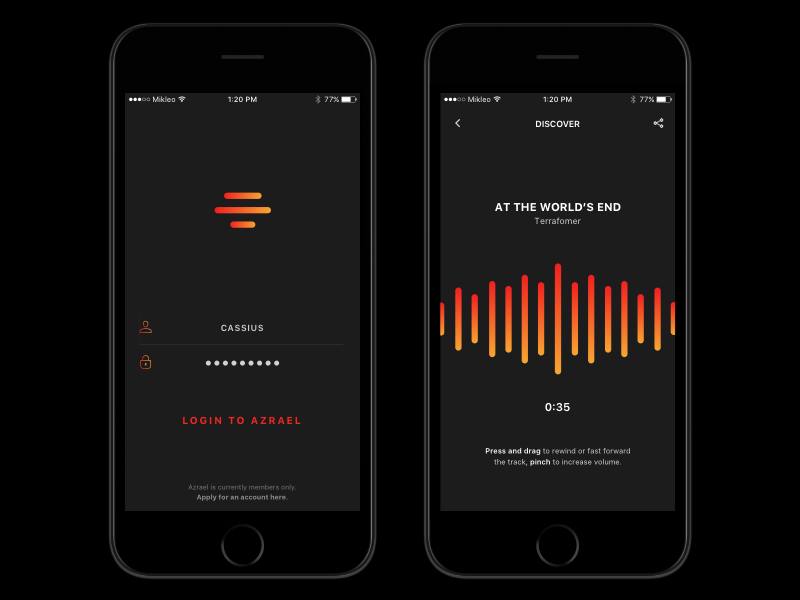 Mikleo 1:20 PM 77%
CASSIUS
LOGIN TO AZRAEL
Azrael is currently members only.
Apply for an account here.
Mikleo 1:20 PM 77%
DISCOVER
AT THE WORLD'S END
Terrafomer
0:35
Press and drag to rewind or fast forward
the track, pinch to increase volume.